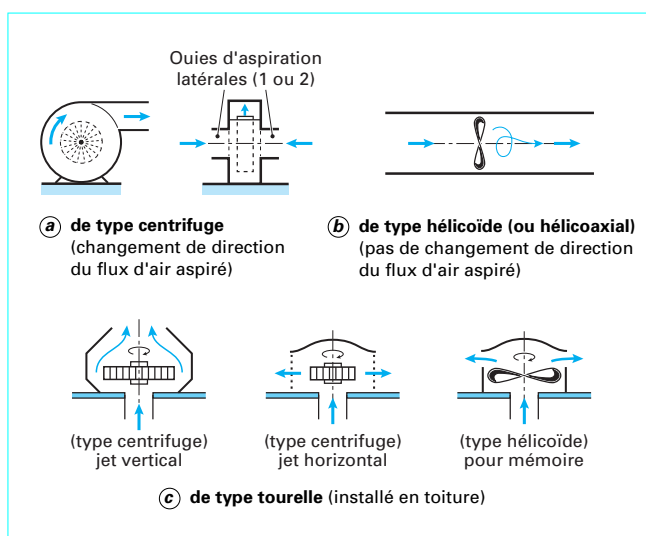 Ouies d'aspiration
latérales (1 ou 2)
a de type centrifuge
(changement de direction
du flux d'air aspiré)
b de type hélicoïde (ou hélicoaxial)
(pas de changement de direction
du flux d'air aspiré)
(type centrifuge)
jet vertical
(type centrifuge)
jet horizontal
(type hélicoïde)
pour mémoire
c de type tourelle (installé en toiture)